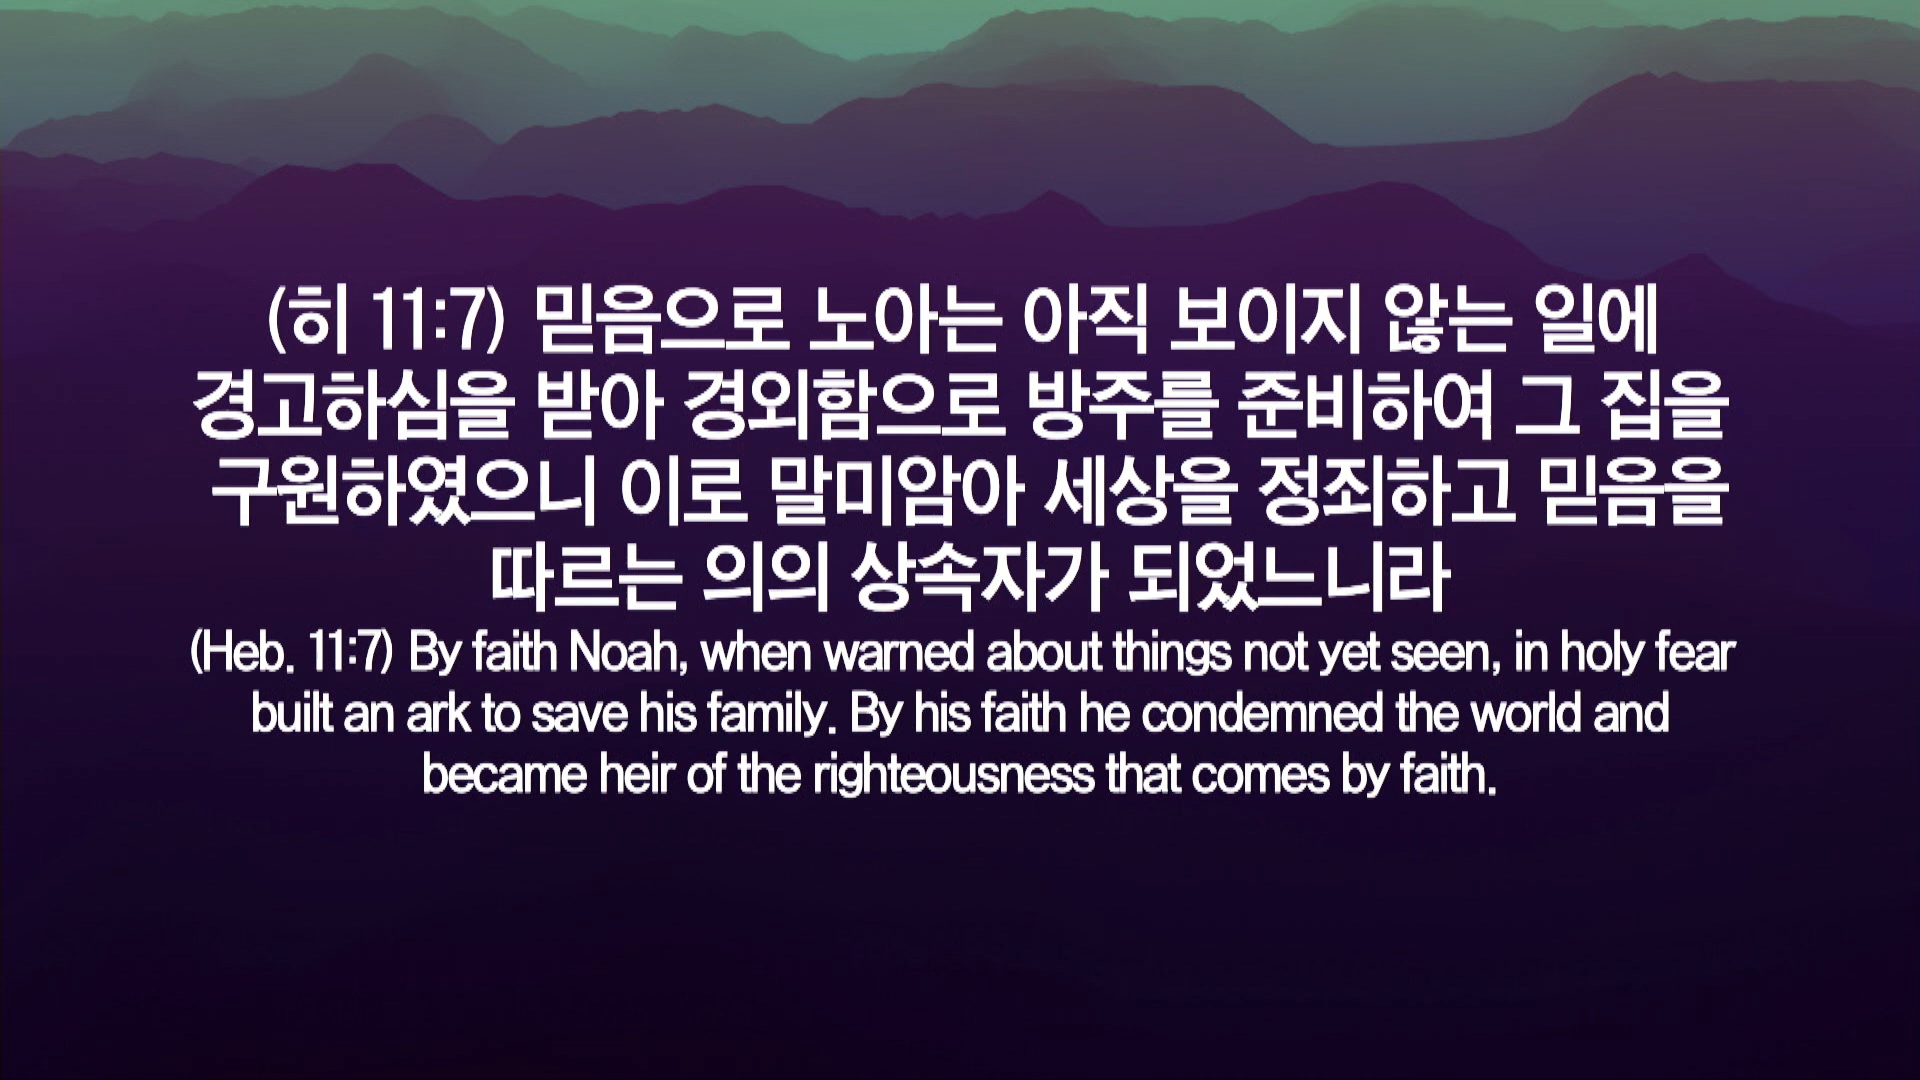 (히 11:7) 믿음으로 노아는 아직 보이지 않는 일에
경고하심을 받아 경외함으로 방주를 준비하여 그 집을
구원하였으니 이로 말미암아 세상을 정죄하고 믿음을
따르는 의의 상속자가 되었느니라
(Heb. 11:7) By faith Noah, when warned about things not yet seen, in holy fear
built an ark to save his family. By his faith he condemned the world and
became heir of the righteousness that comes by faith.